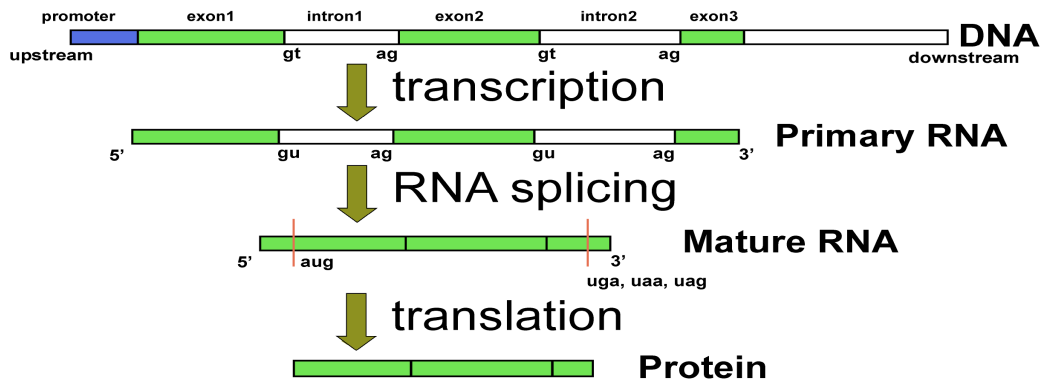 promoter exon1 intron1 exon2 intron2 exon3
DNA
upstream gt ag gt ag downstream
transcription
Primary RNA
5’ gu ag gu ag 3’
RNA splicing
Mature RNA
5’ aug 3’
uga, uaa, uag
translation
Protein